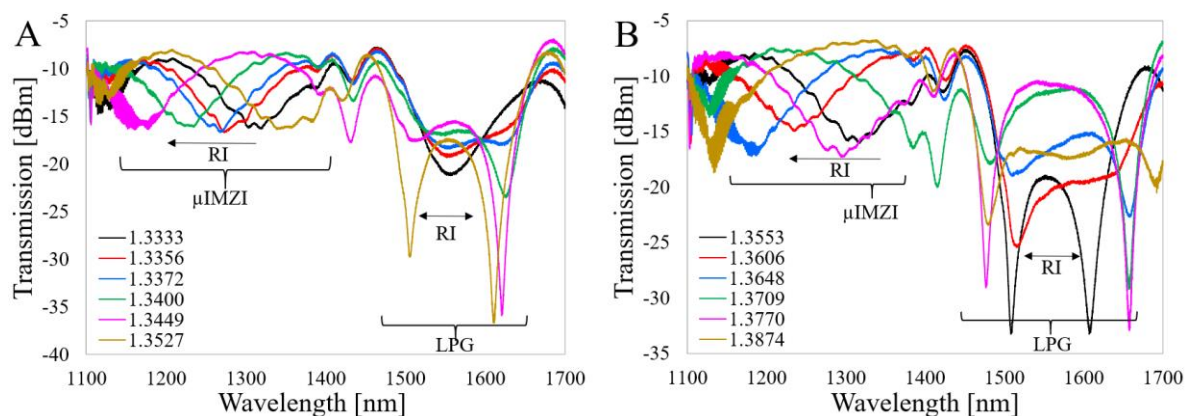 A
Transmission [dBm]
-5
-10
-15
-20
-25
-30
-35
-40
RI
µIMZI
RI
LPG
1.3333
1.3356
1.3372
1.3400
1.3449
1.3527
1100 1200 1300 1400 1500 1600 1700
Wavelength [nm]
B
Transmission [dBm]
-5
-10
-15
-20
-25
-30
-35
RI
µIMZI
RI
LPG
1.3553
1.3606
1.3648
1.3709
1.3770
1.3874
1100 1200 1300 1400 1500 1600 1700
Wavelength [nm]